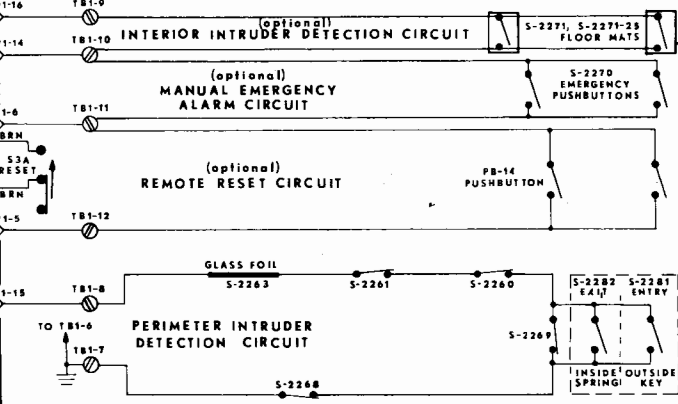 1-16 TB1-9
(optional)
INTERIOR INTRUDER DETECTION CIRCUIT
S-2271, S-2271-25
FLOOR MATS
1-14 TB1-10
(optional)
MANUAL EMERGENCY
ALARM CIRCUIT
S-2270
EMERGENCY
PUSHBUTTONS
1-6 TB1-11
BRN
S3A
RESET
BRN
(optional)
REMOTE RESET CIRCUIT
PB-14
PUSHBUTTON
1-5 TB1-12
GLASS FOIL
S-2263 S-2261 S-2260
1-15 TB1-8
S-2282 S-2281
EXIT ENTRY
TO TB1-6
PERIMETER INTRUDER
DETECTION CIRCUIT
S-2269
TB1-7
INSIDE OUTSIDE
SPRING KEY
S-2268